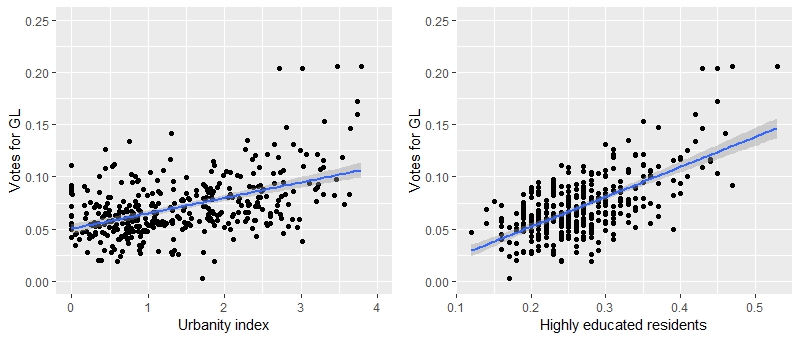 Votes for GL
0.25
0.20
0.15
0.10
0.05
0.00
0 1 2 3 4
Urbanity index
Votes for GL
0.25
0.20
0.15
0.10
0.05
0.00
0.1 0.2 0.3 0.4 0.5
Highly educated residents